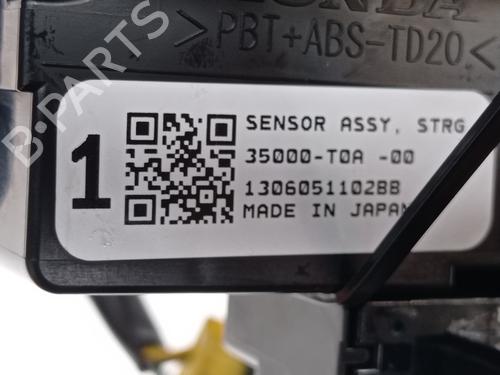 >PBT+ABS-TD20<
1
SENSOR ASSY, STRG
35000-T0A -00
1306051102BB
MADE IN JAPAN
B-PARTS